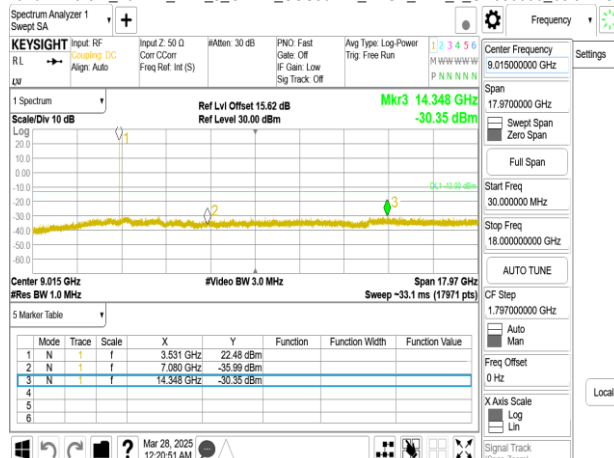 Spectrum Analyzer 1
Swept SA
+
Frequency
KEYSIGHT
RL
Input: RF
Coupling: DC
Align: Auto
Input Z: 50 Ω
Corr CCorr
Freq Ref: Int (S)
#Atten: 30 dB
PNO: Fast
Gate: Off
IF Gain: Low
Sig Track: Off
Avg Type: Log-Power
Trig: Free Run
1 2 3 4 5 6
M W W W W W
P N N N N N
1 Spectrum
Scale/Div 10 dB
Ref Lvl Offset 15.62 dB
Ref Level 30.00 dBm
Mkr3 14.348 GHz
-30.35 dBm
Log
20.0
10.0
0.00
-10.0
-20.0
-30.0
-40.0
-50.0
-60.0
1
2
3
DL1 -13.00 dBm
Center 9.015 GHz
#Res BW 1.0 MHz
#Video BW 3.0 MHz
Span 17.97 GHz
Sweep ~33.1 ms (17971 pts)
5 Marker Table
Mode Trace Scale X Y Function Function Width Function Value
1 N 1 f 3.531 GHz 22.48 dBm
2 N 1 f 7.080 GHz -35.99 dBm
3 N 1 f 14.348 GHz -30.35 dBm
4
5
6
?
Mar 28, 2025
12:20:51 AM
Center Frequency
9.015000000 GHz
Settings
Span
17.9700000 GHz
Swept Span
Zero Span
Full Span
Start Freq
30.000000 MHz
Stop Freq
18.000000000 GHz
AUTO TUNE
CF Step
1.797000000 GHz
Auto
Man
Freq Offset
0 Hz
X Axis Scale
Log
Lin
Local
Signal Track